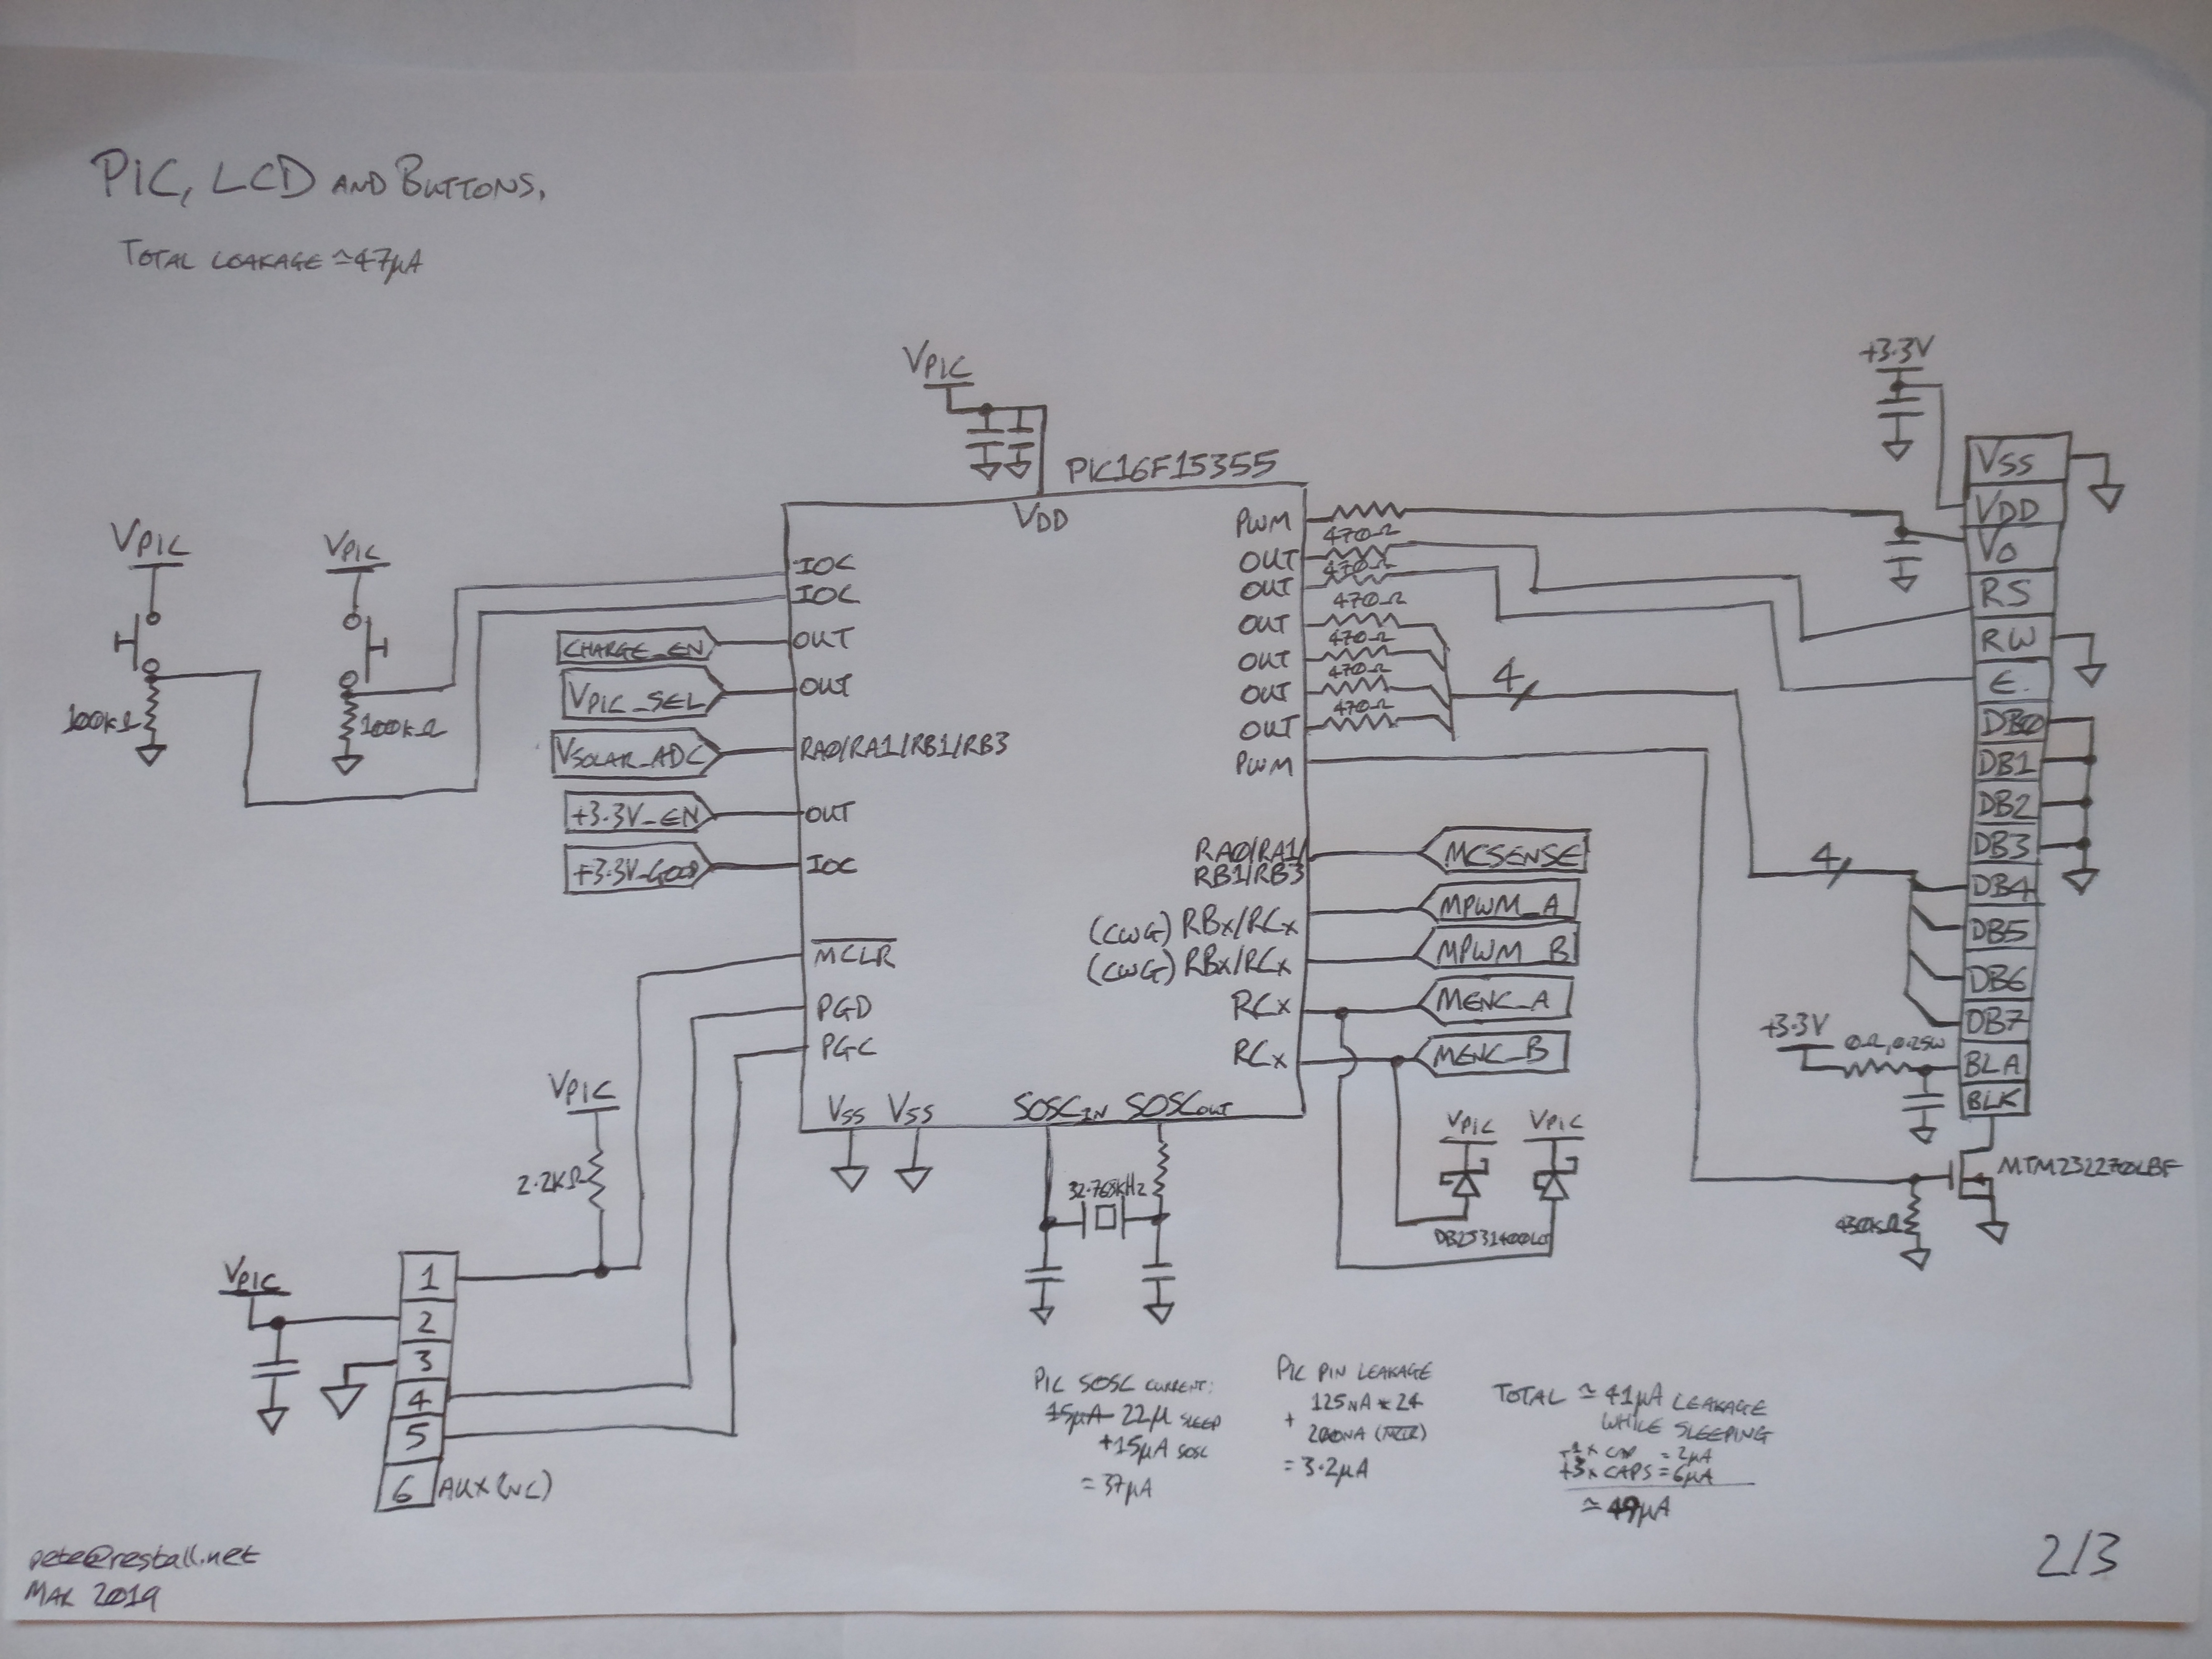 PIC, LCD AND BUTTONS.
TOTAL LEAKAGE ≃47µA
VPIC
+3.3V
PIC16F15355
VDD
VPIC
VPIC
100kΩ
100kΩ
IOC
IOC
CHARGE_EN
OUT
VPIC_SEL
OUT
VSOLAR_ADC
RA0/RA1/RB1/RB3
+3.3V_EN
OUT
+3.3V_GOOD
IOC
MCLR
PGD
PGC
VSS
VSS
SOSCIN
SOSCOUT
PWM
470Ω
OUT
470Ω
OUT
470Ω
OUT
470Ω
OUT
470Ω
OUT
470Ω
OUT
PWM
4
4
RA0/RA1/
RB1/RB3
MCSENSE
(CWG) RBx/RCx
MPWM_A
(CWG) RBx/RCx
MPWM_B
RCx
MENC_A
RCx
MENC_B
VSS
VDD
VO
RS
RW
E
DB0
DB1
DB2
DB3
DB4
DB5
DB6
DB7
BLA
BLK
+3.3V
0Ω, 0.25W
MTM232270LBF
430kΩ
VPIC
VPIC
DB2J31400L
32.768KHz
VPIC
2.2KΩ
VPIC
1
2
3
4
5
6
AUX (NC)
PIC SOSC CURRENT:
15µA 22µ SLEEP
+15µA SOSC
= 37µA
PIC PIN LEAKAGE
125NA × 24
+ 200NA (MCLR)
= 3.2µA
TOTAL ≃ 41µA LEAKAGE
WHILE SLEEPING
+1× CAP = 2µA
+3× CAPS = 6µA
≃ 49µA
pete@restall.net
MAR 2019
2/3